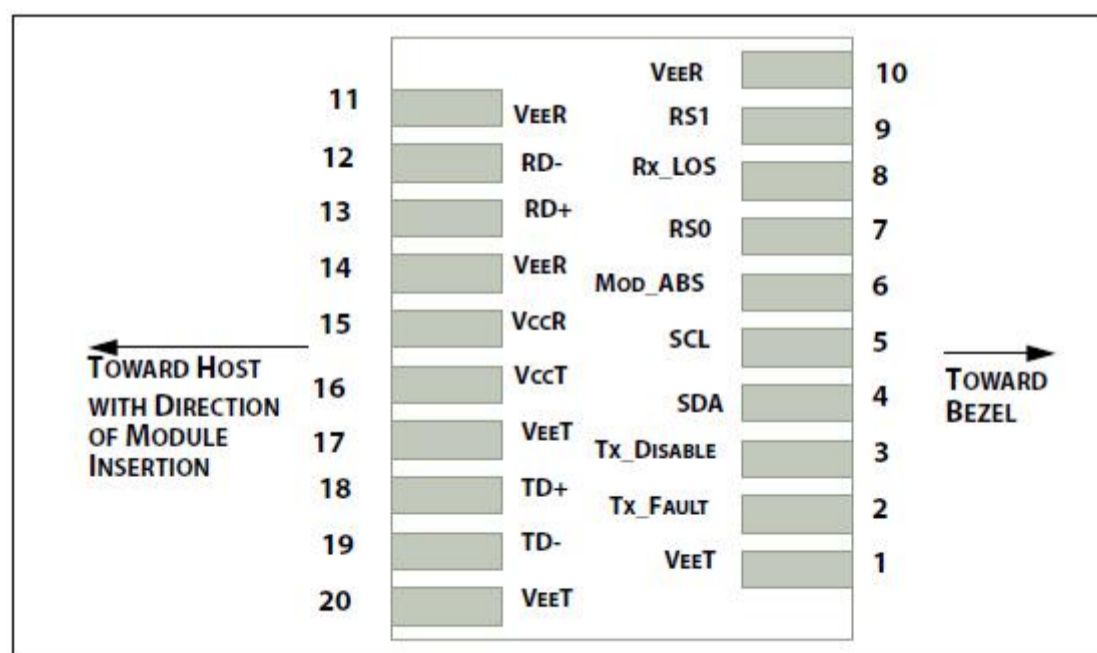 11 VEER
12 RD-
13 RD+
14 VEER
15 VCCR
16 VCCT
17 VEET
18 TD+
19 TD-
20 VEET
VEER 10
RS1 9
RX_LOS 8
RS0 7
MOD_ABS 6
SCL 5
SDA 4
TX_DISABLE 3
TX_FAULT 2
VEET 1
TOWARD HOST
WITH DIRECTION
OF MODULE
INSERTION
TOWARD
BEZEL